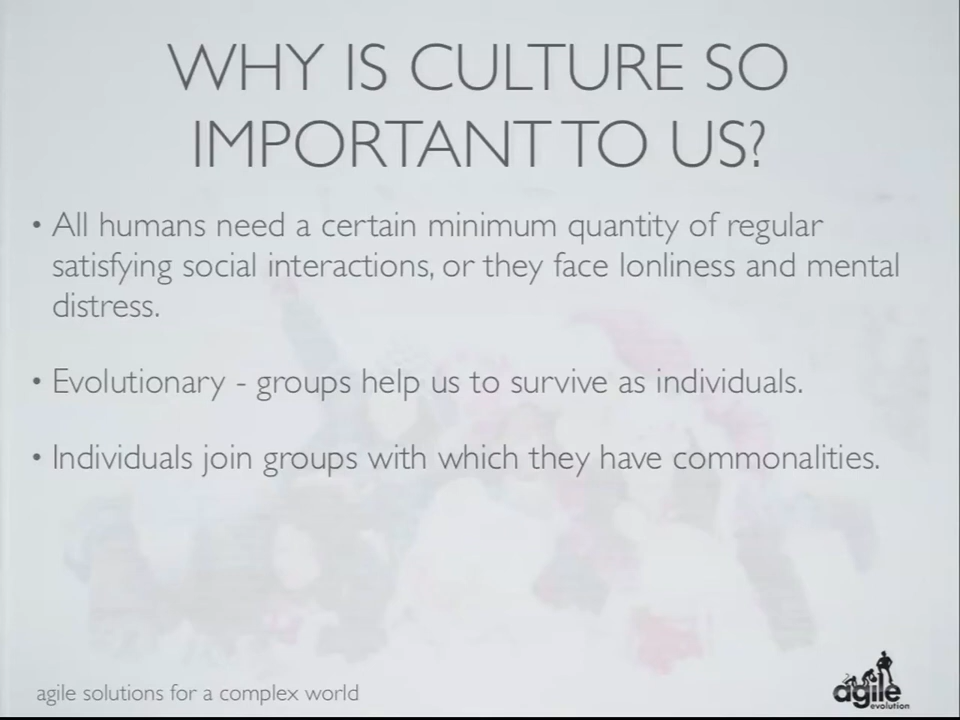 WHY IS CULTURE SO
IMPORTANT TO US?
• All humans need a certain minimum quantity of regular
satisfying social interactions, or they face lonliness and mental
distress.
• Evolutionary - groups help us to survive as individuals.
• Individuals join groups with which they have commonalities.
agile solutions for a complex world
agile
evolution